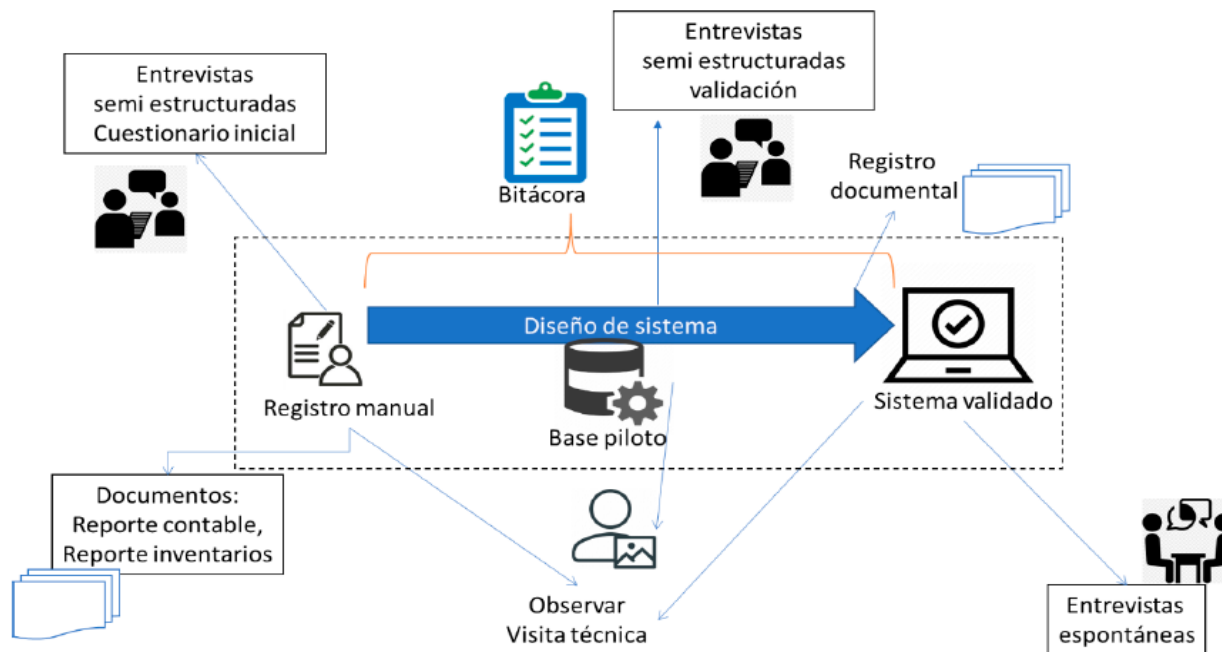 Entrevistas
semi estructuradas
Cuestionario inicial
Entrevistas
semi estructuradas
validación
Bitácora
Registro
documental
Diseño de sistema
Registro manual
Base piloto
Sistema validado
Documentos:
Reporte contable,
Reporte inventarios
Observar
Visita técnica
Entrevistas
espontáneas